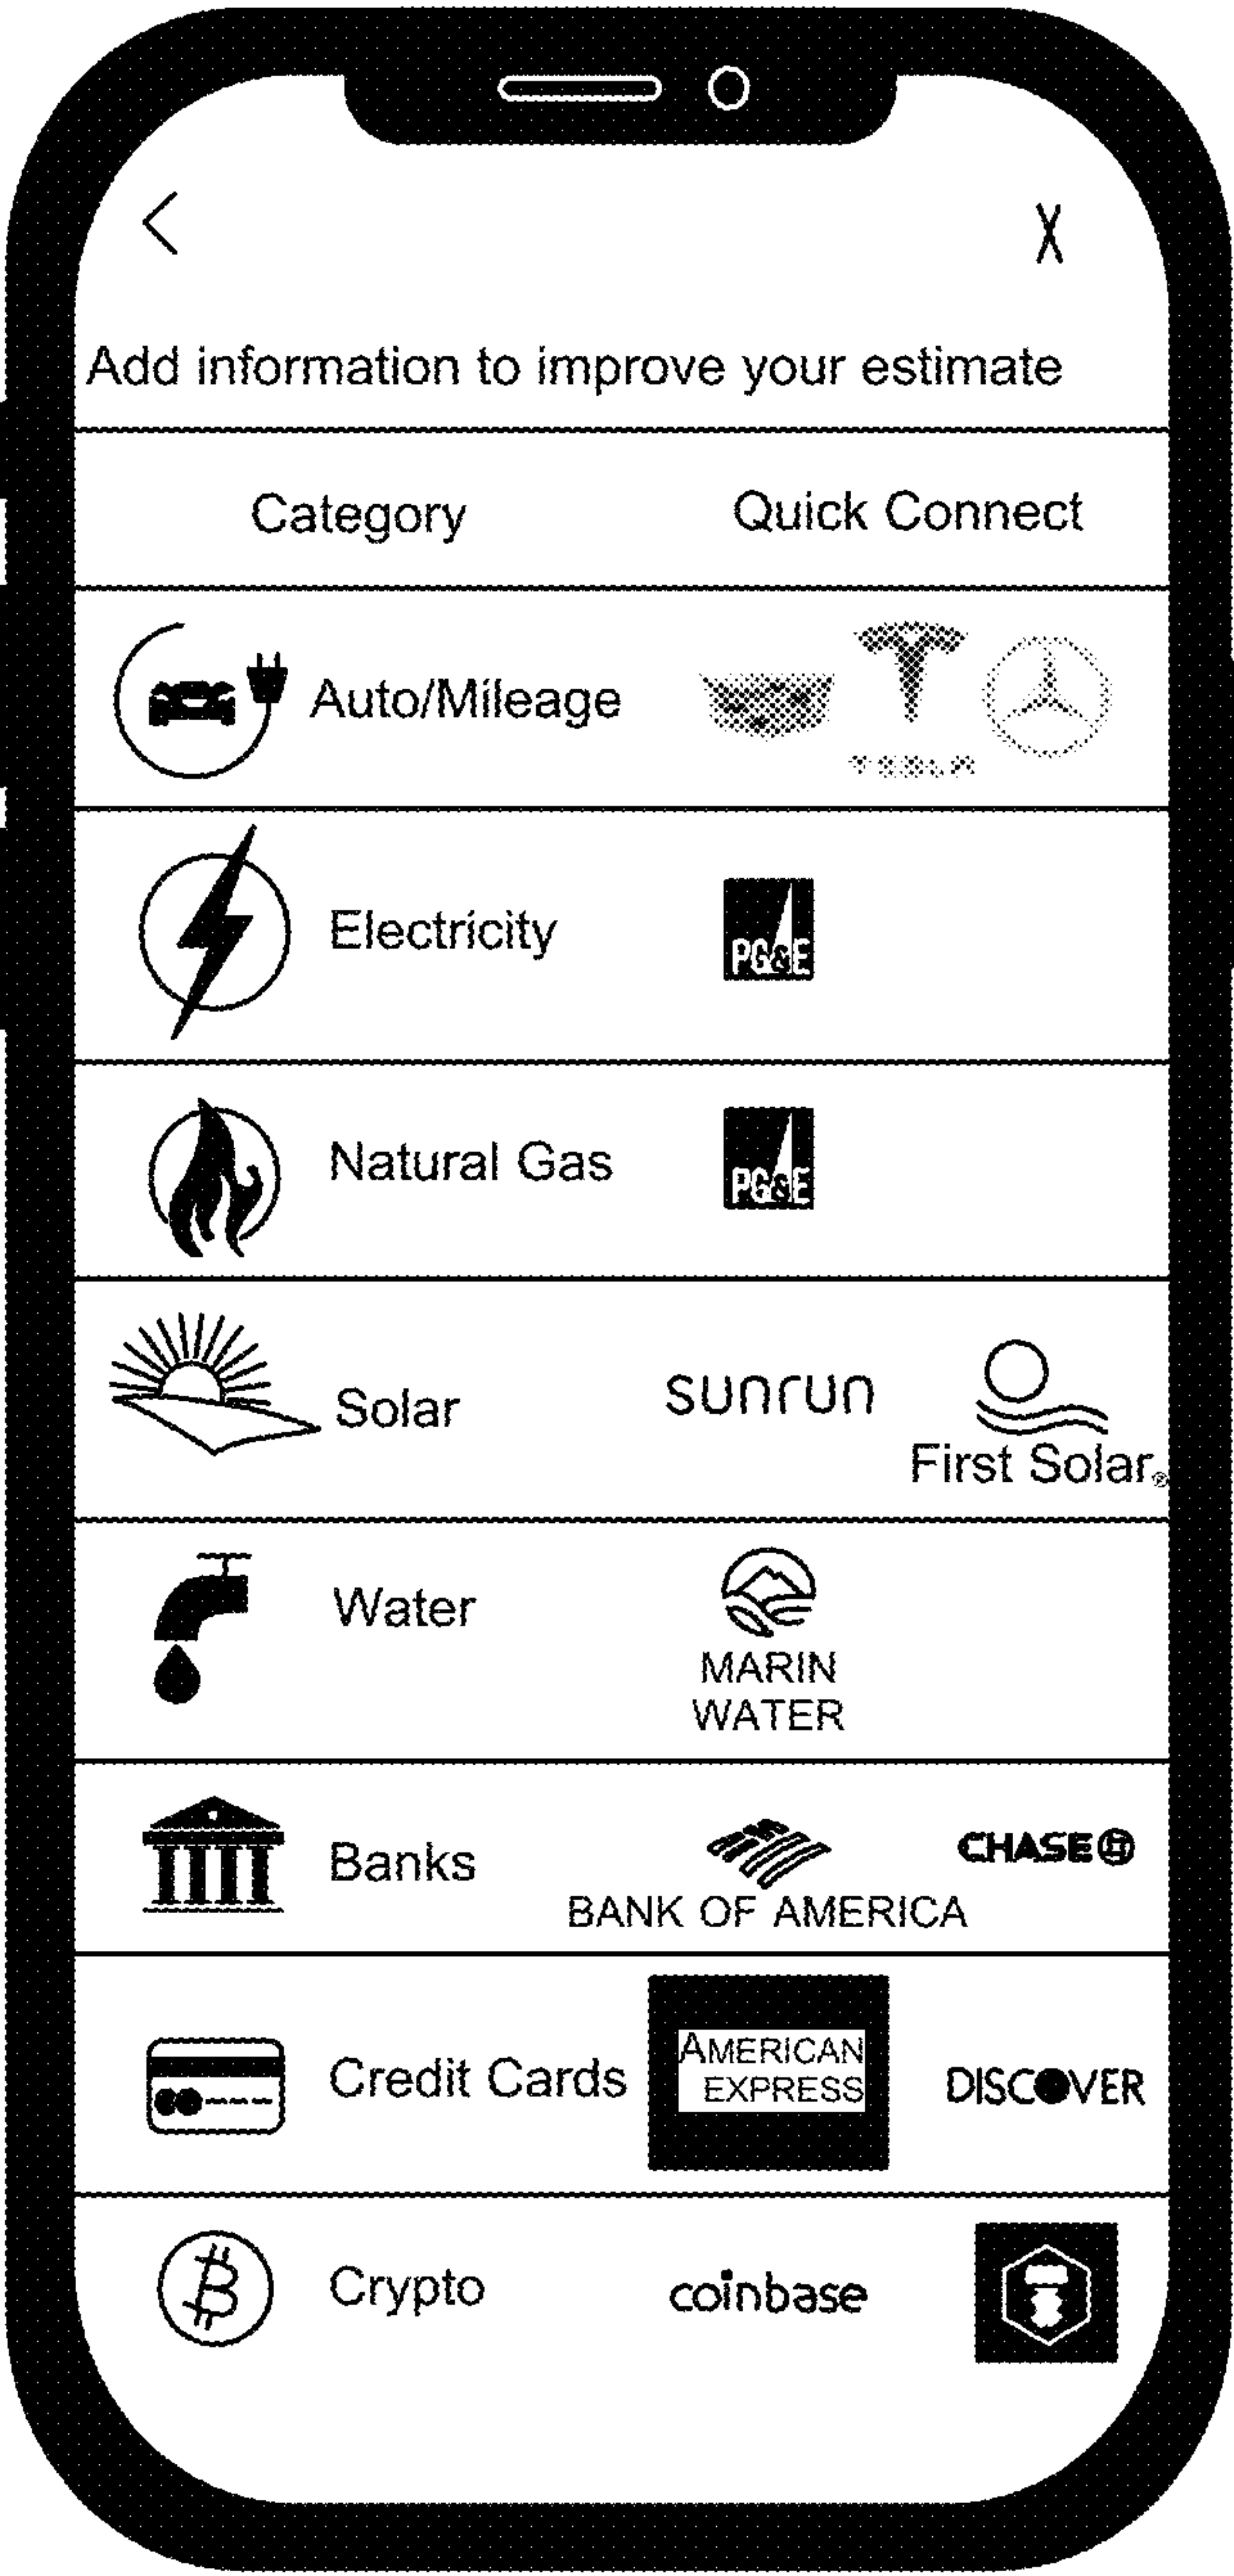 X
Add information to improve your estimate
Category Quick Connect
Auto/Mileage
TESLA
Electricity PG&E
Natural Gas PG&E
Solar sunrun
First Solar®
Water
MARIN
WATER
Banks CHASE
BANK OF AMERICA
Credit Cards AMERICAN
EXPRESS DISCOVER
Crypto coinbase